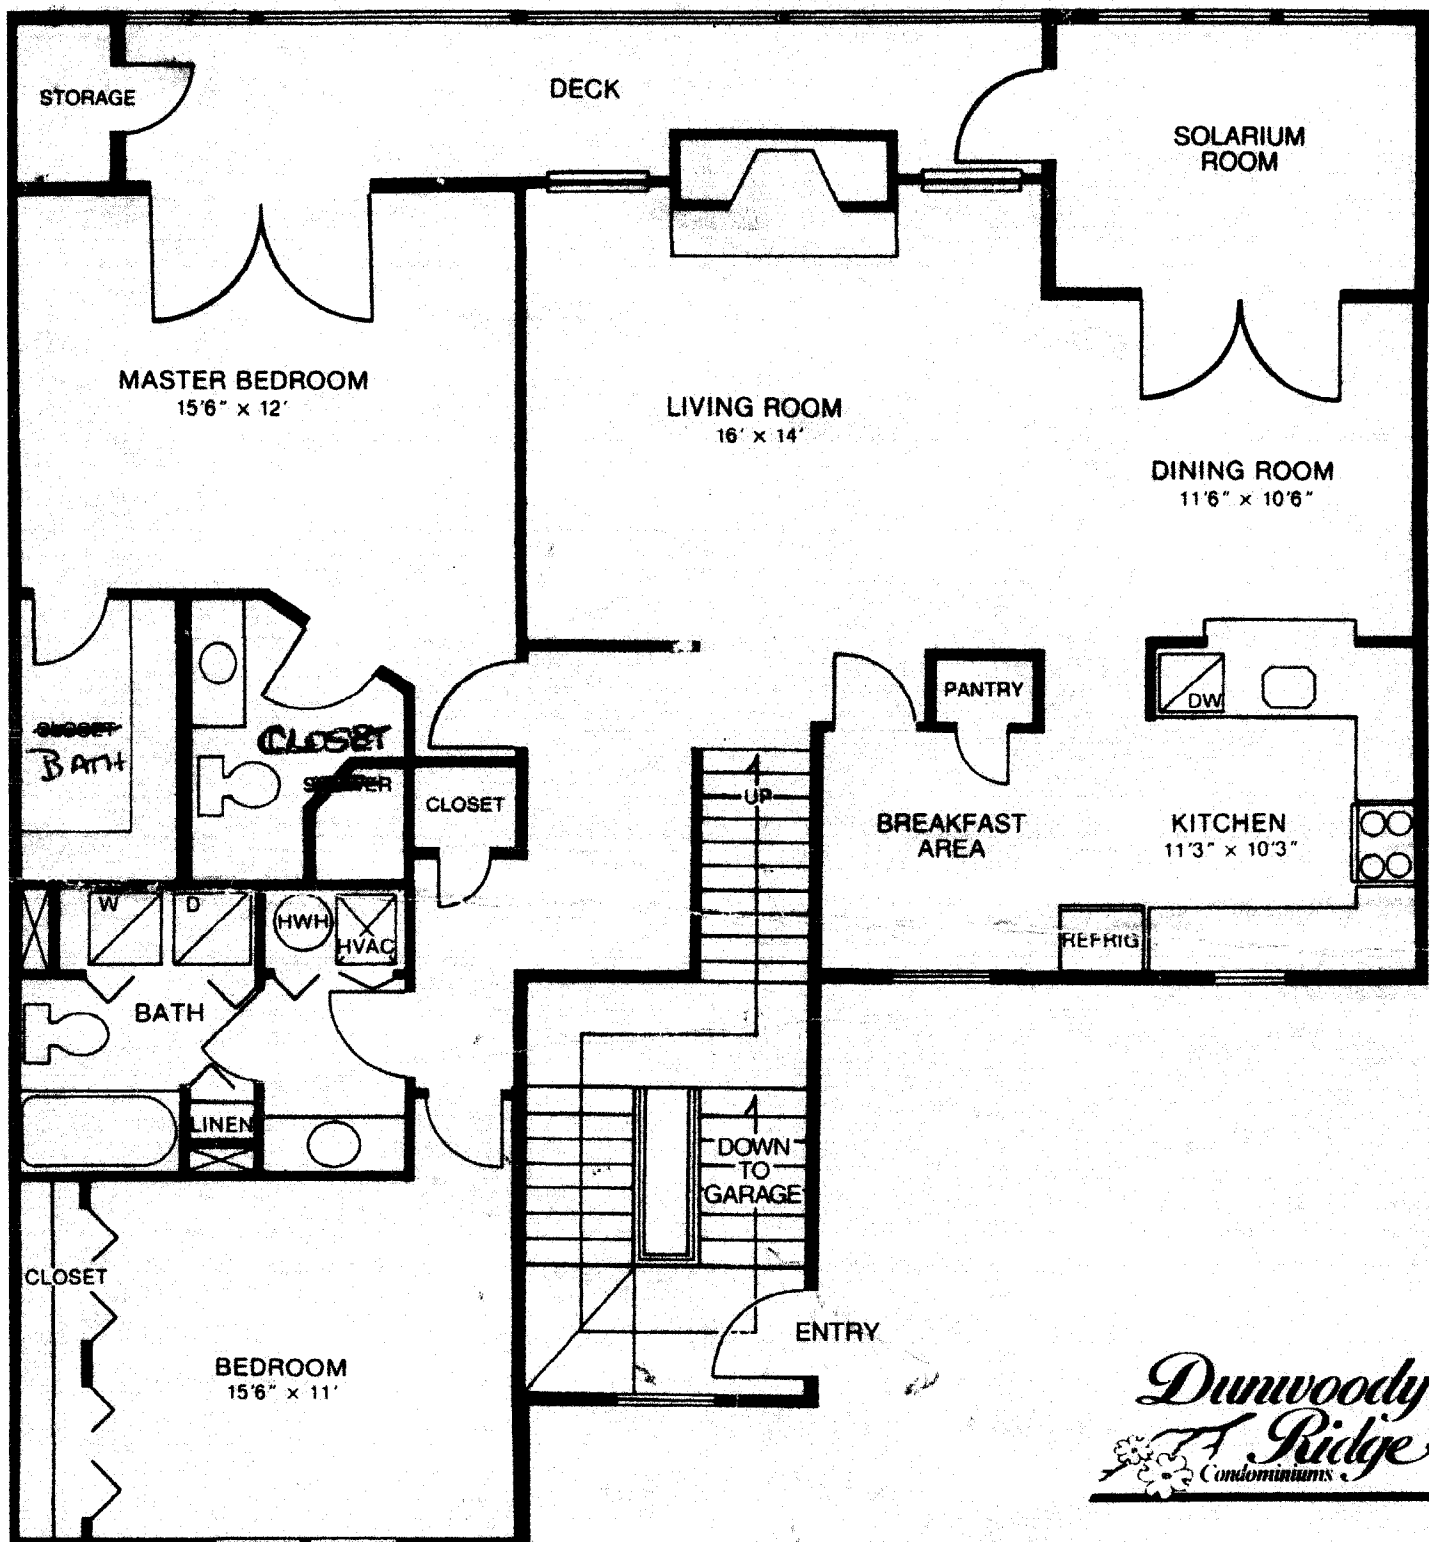 STORAGE
DECK
SOLARIUM
ROOM
MASTER BEDROOM
15'6" x 12'
LIVING ROOM
16' x 14'
DINING ROOM
11'6" x 10'6"
CLOSET
BATH
CLOSET
SHOWER
CLOSET
PANTRY
DW
UP
BREAKFAST
AREA
KITCHEN
11'3" x 10'3"
W
D
HWH
HVAC
REFRIG
BATH
LINEN
DOWN
TO
GARAGE
CLOSET
ENTRY
BEDROOM
15'6" x 11'
Dunwoody
Ridge
Condominiums